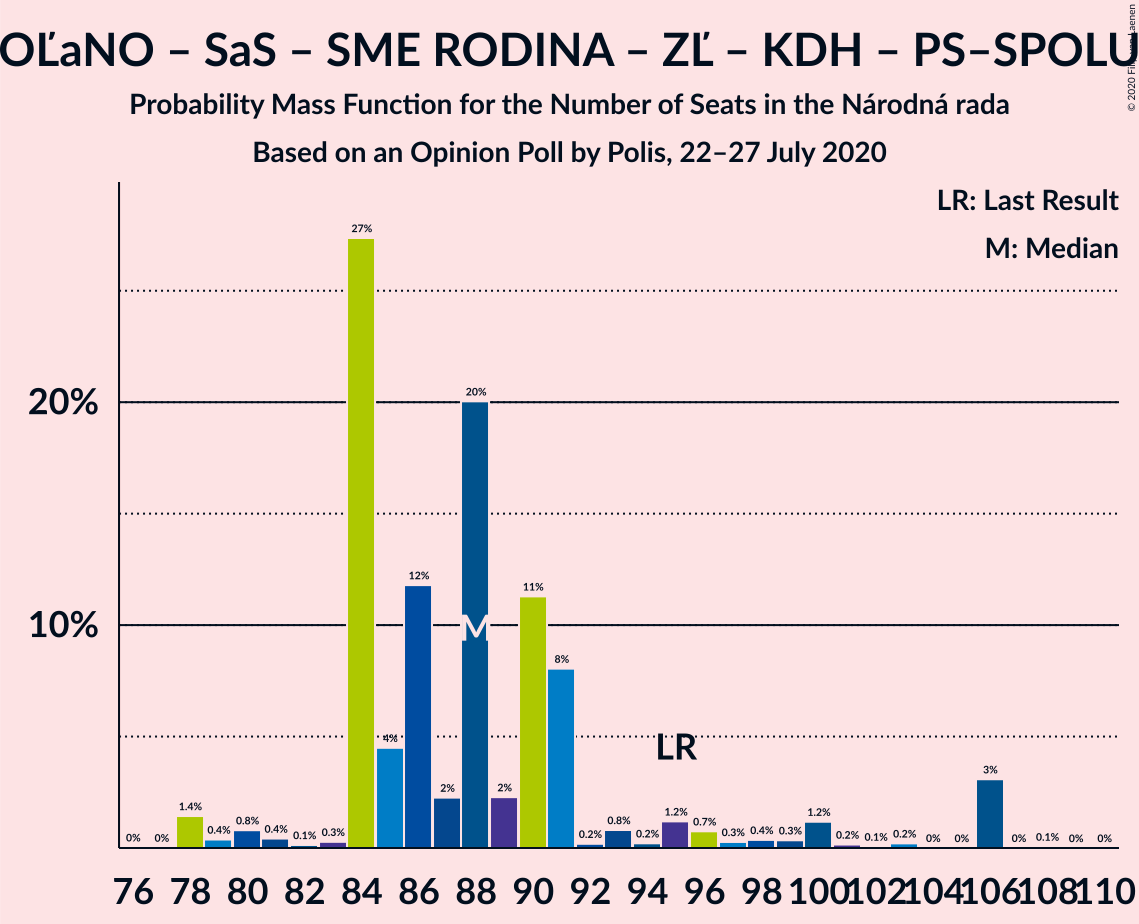 OĽaNO – SaS – SME RODINA – ZĽ – KDH – PS–SPOLU
Probability Mass Function for the Number of Seats in the Národná rada
Based on an Opinion Poll by Polis, 22–27 July 2020
LR: Last Result
M: Median
20%
10%
0% 0% 1.4% 0.4% 0.8% 0.4% 0.1% 0.3% 27% 4% 12% 2% 20% 2% 11% 8% 0.2% 0.8% 0.2% 1.2% 0.7% 0.3% 0.4% 0.3% 1.2% 0.2% 0.1% 0.2% 0% 0% 3% 0% 0.1% 0% 0%
M
LR
76 78 80 82 84 86 88 90 92 94 96 98 100 102 104 106 108 110